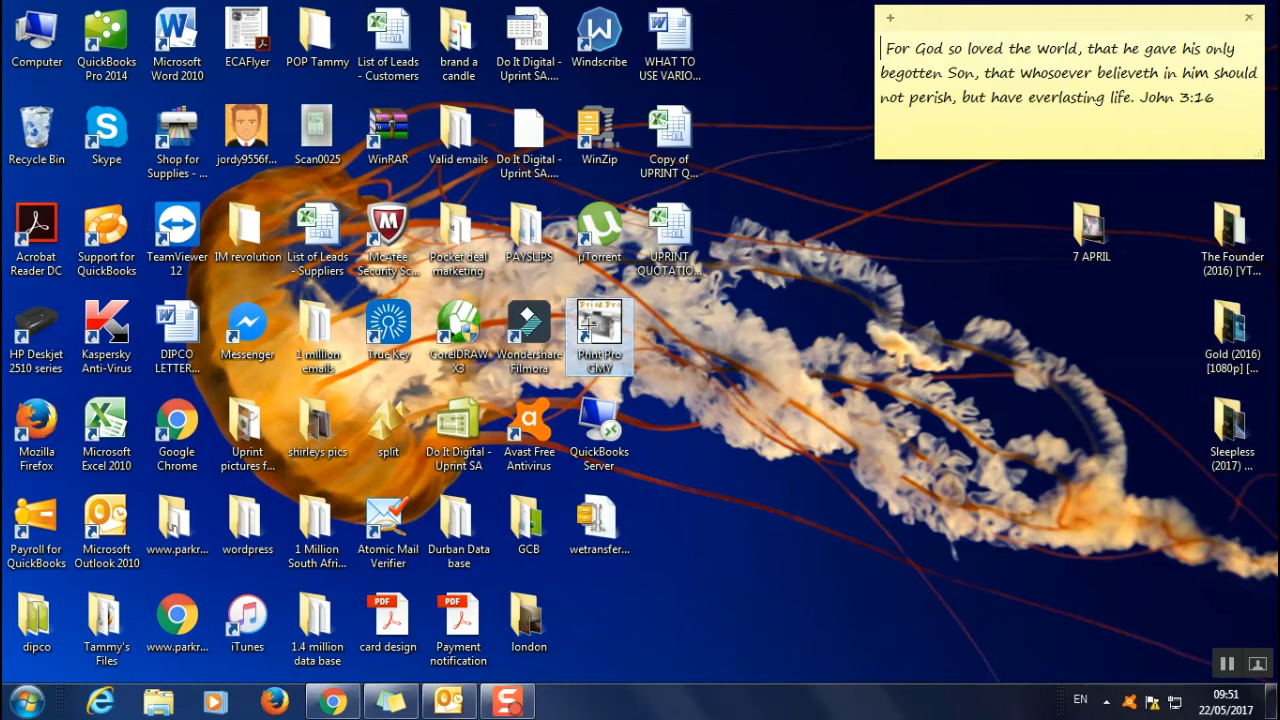 Computer
QuickBooks
Pro 2014
Microsoft
Word 2010
ECAFlyer
POP Tammy
List of Leads
- Customers
brand a
candle
Do It Digital -
Uprint SA....
Windscribe
WHAT TO
USE VARIO...
For God so loved the world, that he gave his only
begotten Son, that whosoever believeth in him should
not perish, but have everlasting life. John 3:16
Recycle Bin
Skype
Shop for
Supplies - ...
jordy9556f...
Scan0025
WinRAR
Valid emails
Do It Digital -
Uprint SA....
WinZip
Copy of
UPRINT Q...
Acrobat
Reader DC
Support for
QuickBooks
TeamViewer
12
IM revolution
List of Leads
- Suppliers
McAfee
Security Sc...
Pocket deal
marketing
PAYSLIPS
µTorrent
UPRINT
QUOTATIO...
7 APRIL
The Founder
(2016) [YT...
HP Deskjet
2510 series
Kaspersky
Anti-Virus
DIPCO
LETTER...
Messenger
1 million
emails
True Key
CorelDRAW
X3
Wondershare
Filmora
Print Pro
Print Pro
GMY
Gold (2016)
[1080p] [...
Mozilla
Firefox
Microsoft
Excel 2010
Google
Chrome
Uprint
pictures f...
shirleys pics
split
Do It Digital -
Uprint SA
Avast Free
Antivirus
QuickBooks
Server
Sleepless
(2017) ...
Payroll for
QuickBooks
Microsoft
Outlook 2010
www.parkr...
wordpress
1 Million
South Afri...
Atomic Mail
Verifier
Durban Data
base
GCB
wetransfer...
dipco
Tammy's
Files
www.parkr...
iTunes
1.4 million
data base
PDF
card design
PDF
Payment
notification
london
EN
09:51
22/05/2017